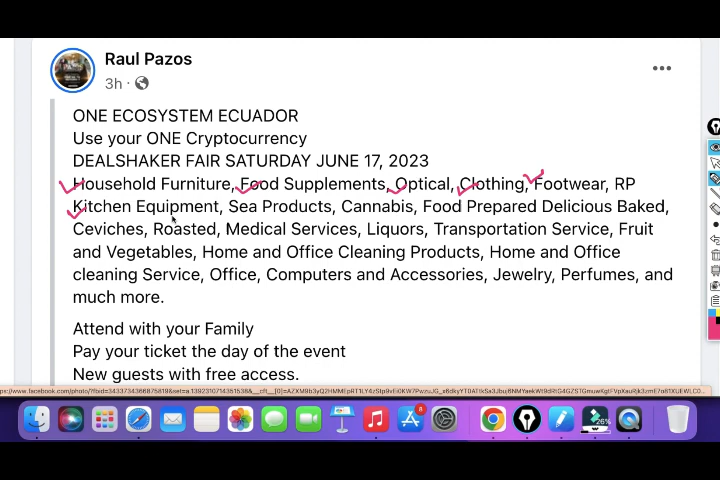 Raul Pazos
3h ·
ONE ECOSYSTEM ECUADOR
Use your ONE Cryptocurrency
DEALSHAKER FAIR SATURDAY JUNE 17, 2023
Household Furniture, Food Supplements, Optical, Clothing, Footwear, RP
Kitchen Equipment, Sea Products, Cannabis, Food Prepared Delicious Baked,
Ceviches, Roasted, Medical Services, Liquors, Transportation Service, Fruit
and Vegetables, Home and Office Cleaning Products, Home and Office
cleaning Service, Office, Computers and Accessories, Jewelry, Perfumes, and
much more.
Attend with your Family
Pay your ticket the day of the event
New guests with free access.
8
26%